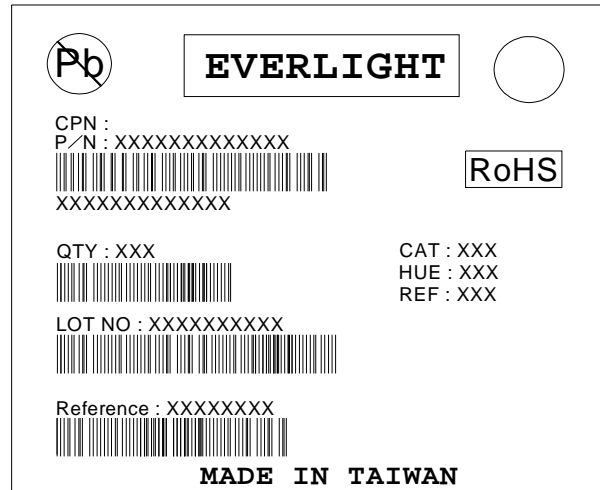 Pb
EVERLIGHT
CPN :
P/N : XXXXXXXXXXXXX
RoHS
XXXXXXXXXXXXX
QTY : XXX
CAT : XXX
HUE : XXX
REF : XXX
LOT NO : XXXXXXXXXX
Reference : XXXXXXXX
MADE IN TAIWAN